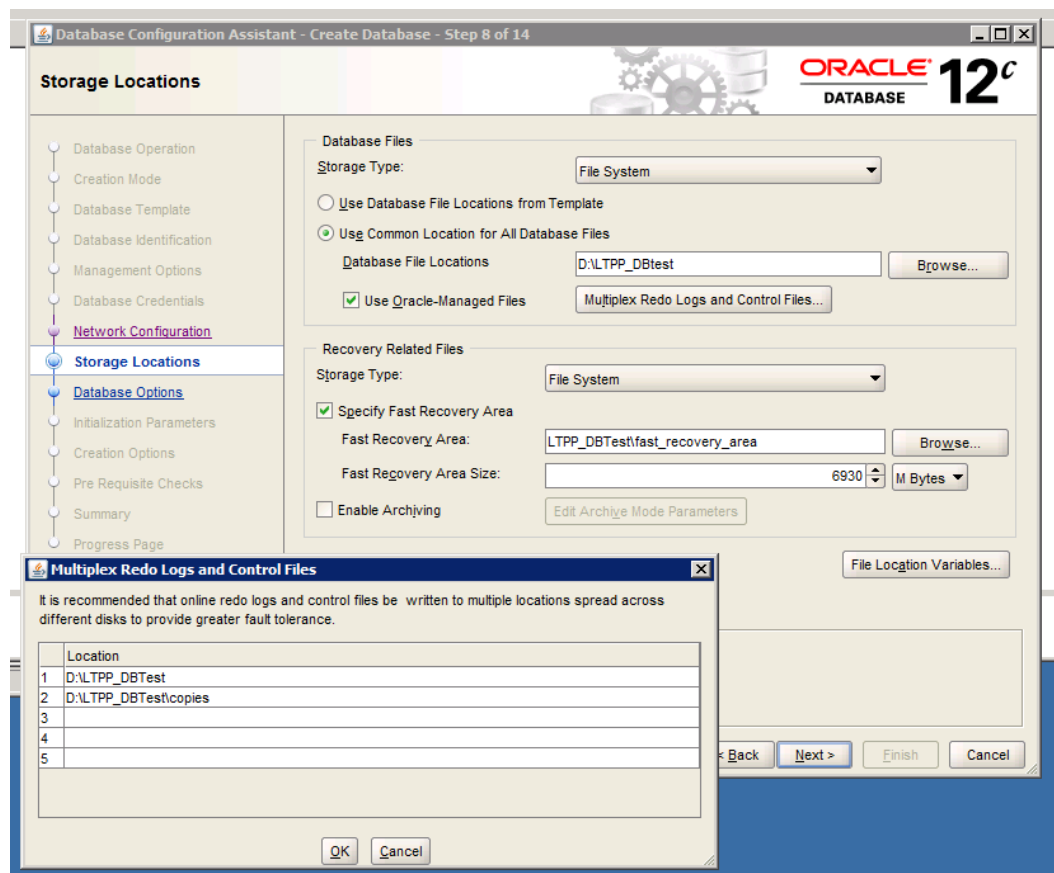 Database Configuration Assistant - Create Database - Step 8 of 14
Storage Locations
ORACLE DATABASE 12c
Database Operation
Creation Mode
Database Template
Database Identification
Management Options
Database Credentials
Network Configuration
Storage Locations
Database Options
Initialization Parameters
Creation Options
Pre Requisite Checks
Summary
Progress Page
Database Files
Storage Type: File System
Use Database File Locations from Template
Use Common Location for All Database Files
Database File Locations D:\LTPP_DBtest Browse...
Use Oracle-Managed Files Multiplex Redo Logs and Control Files...
Recovery Related Files
Storage Type: File System
Specify Fast Recovery Area
Fast Recovery Area: LTPP_DBTest\fast_recovery_area Browse...
Fast Recovery Area Size: 6930 M Bytes
Enable Archiving Edit Archive Mode Parameters
File Location Variables...
< Back Next > Finish Cancel
Multiplex Redo Logs and Control Files
It is recommended that online redo logs and control files be written to multiple locations spread across
different disks to provide greater fault tolerance.
Location
1 D:\LTPP_DBTest
2 D:\LTPP_DBTest\copies
3
4
5
OK Cancel